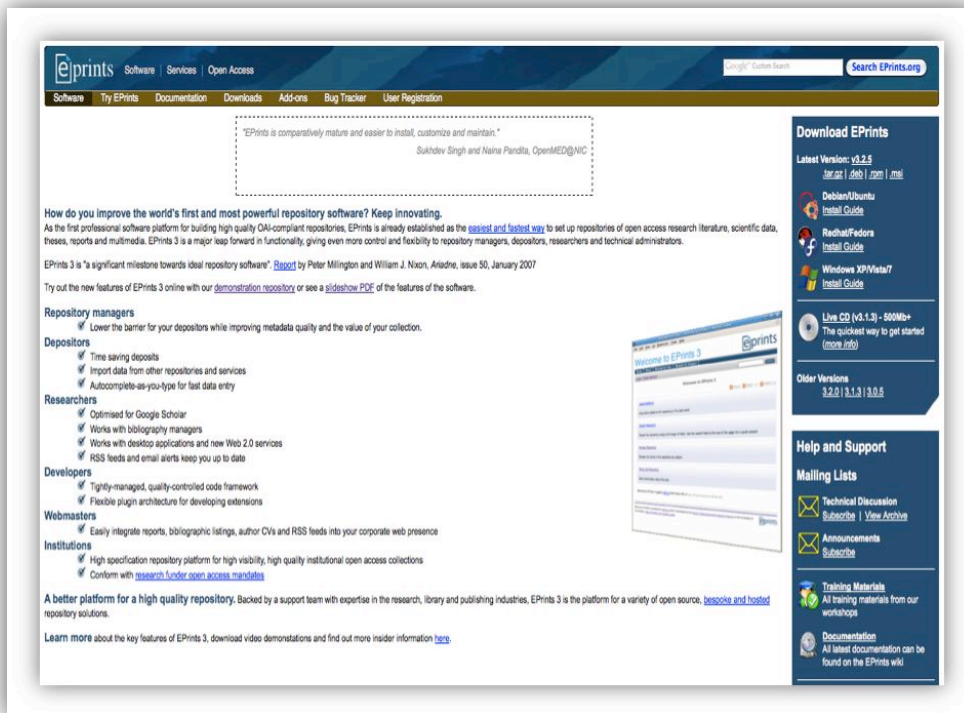 eprints Software | Services | Open Access
Google™ Custom Search
Search EPrints.org
Software Try EPrints Documentation Downloads Add-ons Bug Tracker User Registration
"EPrints is comparatively mature and easier to install, customize and maintain."
Sukhdev Singh and Naina Pandita, OpenMED@NIC
How do you improve the world's first and most powerful repository software? Keep innovating.
As the first professional software platform for building high quality OAI-compliant repositories, EPrints is already established as the easiest and fastest way to set up repositories of open access research literature, scientific data,
theses, reports and multimedia. EPrints 3 is a major leap forward in functionality, giving even more control and flexibility to repository managers, depositors, researchers and technical administrators.
EPrints 3 is "a significant milestone towards ideal repository software". Report by Peter Millington and William J. Nixon, Ariadne, issue 50, January 2007
Try out the new features of EPrints 3 online with our demonstration repository or see a slideshow PDF of the features of the software.
Repository managers
Lower the barrier for your depositors while improving metadata quality and the value of your collection.
Depositors
Time saving deposits
Import data from other repositories and services
Autocomplete-as-you-type for fast data entry
Researchers
Optimised for Google Scholar
Works with bibliography managers
Works with desktop applications and new Web 2.0 services
RSS feeds and email alerts keep you up to date
Developers
Tightly-managed, quality-controlled code framework
Flexible plugin architecture for developing extensions
Webmasters
Easily integrate reports, bibliographic listings, author CVs and RSS feeds into your corporate web presence
Institutions
High specification repository platform for high visibility, high quality institutional open access collections
Conform with research funder open access mandates
A better platform for a high quality repository. Backed by a support team with expertise in the research, library and publishing industries, EPrints 3 is the platform for a variety of open source, bespoke and hosted
repository solutions.
Learn more about the key features of EPrints 3, download video demonstations and find out more insider information here.
eprints
Welcome to EPrints 3
eprints
Download EPrints
Latest Version: v3.2.5
.tar.gz | .deb | .rpm | .msi
Debian/Ubuntu
Install Guide
Redhat/Fedora
Install Guide
Windows XP/Vista/7
Install Guide
Live CD (v3.1.3) - 500Mb+
The quickest way to get started
(more info)
Older Versions
3.2.0 | 3.1.3 | 3.0.5
Help and Support
Mailing Lists
Technical Discussion
Subscribe | View Archive
Announcements
Subscribe
Training Materials
All training materials from our
workshops
Documentation
All latest documentation can be
found on the EPrints wiki